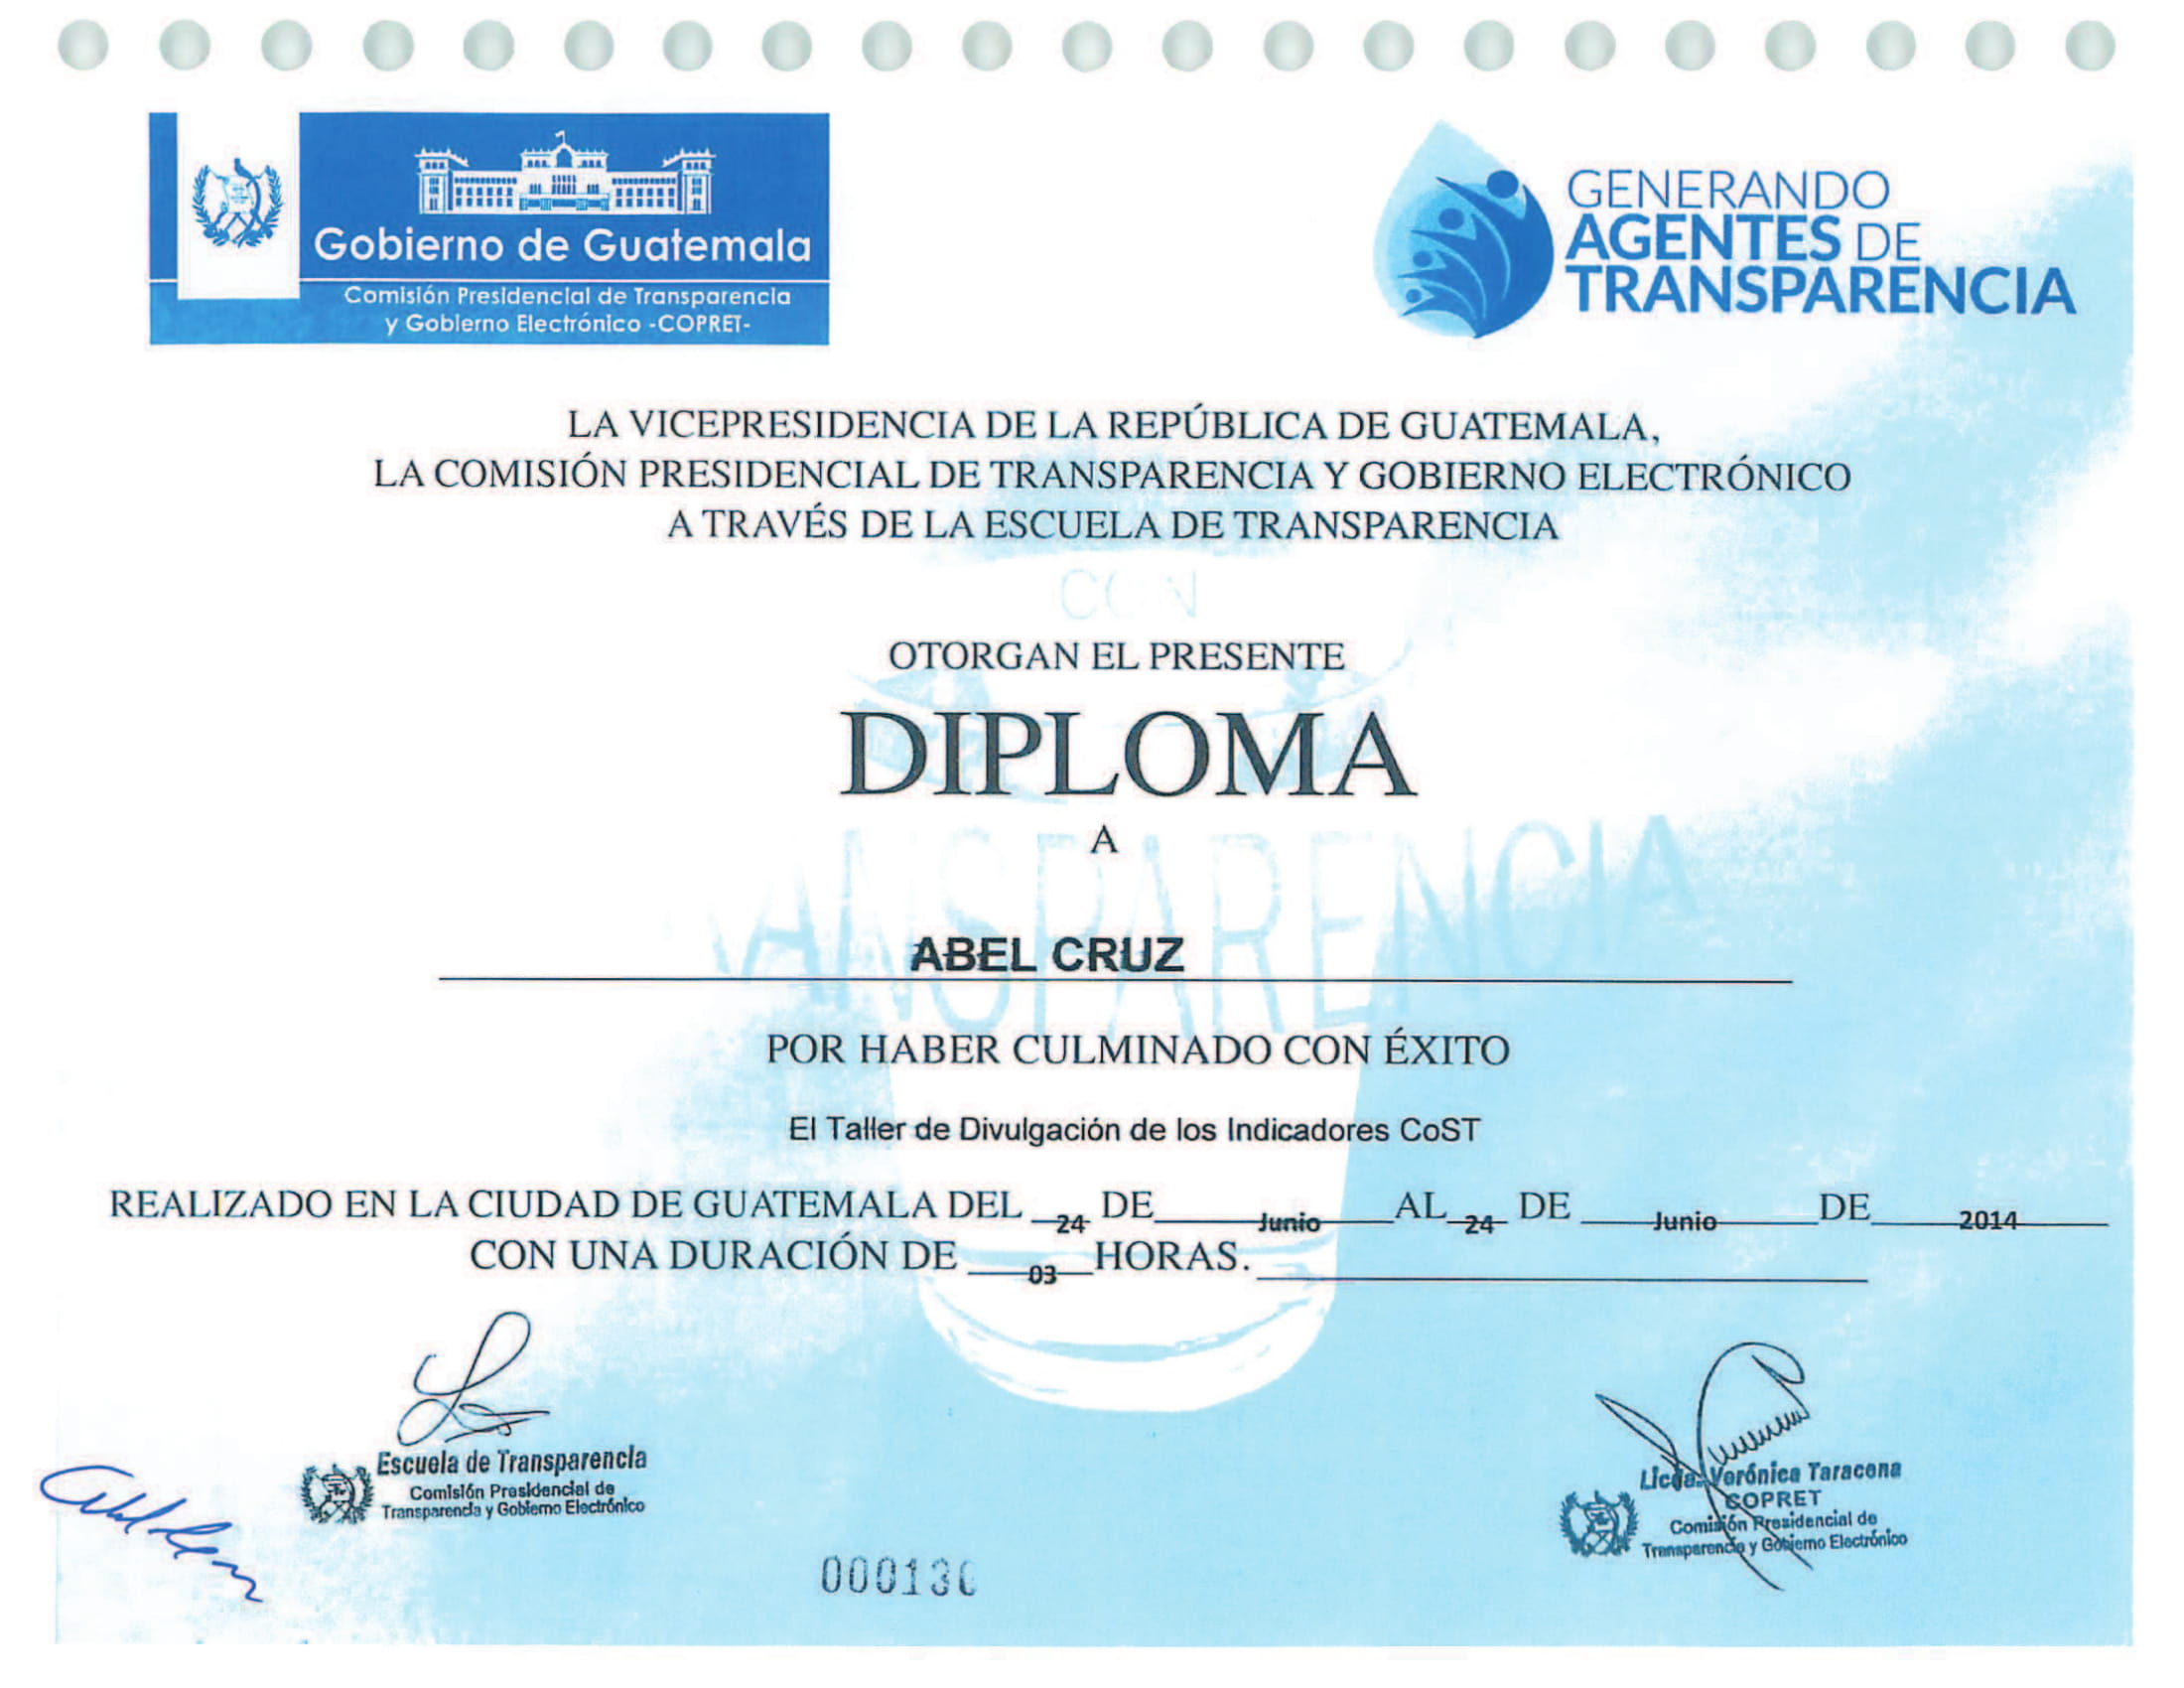 Gobierno de Guatemala
Comisión Presidencial de Transparencia
y Gobierno Electrónico -COPRET-
GENERANDO
AGENTES DE
TRANSPARENCIA
LA VICEPRESIDENCIA DE LA REPÚBLICA DE GUATEMALA,
LA COMISIÓN PRESIDENCIAL DE TRANSPARENCIA Y GOBIERNO ELECTRÓNICO
A TRAVÉS DE LA ESCUELA DE TRANSPARENCIA
OTORGAN EL PRESENTE
DIPLOMA
A
ABEL CRUZ
POR HABER CULMINADO CON ÉXITO
El Taller de Divulgación de los Indicadores CoST
REALIZADO EN LA CIUDAD DE GUATEMALA DEL 24 DE Junio AL 24 DE Junio DE 2014
CON UNA DURACIÓN DE 03 HORAS.
Escuela de Transparencia
Comisión Presidencial de
Transparencia y Gobierno Electrónico
Licda. Verónica Taracena
COPRET
Comisión Presidencial de
Transparencia y Gobierno Electrónico